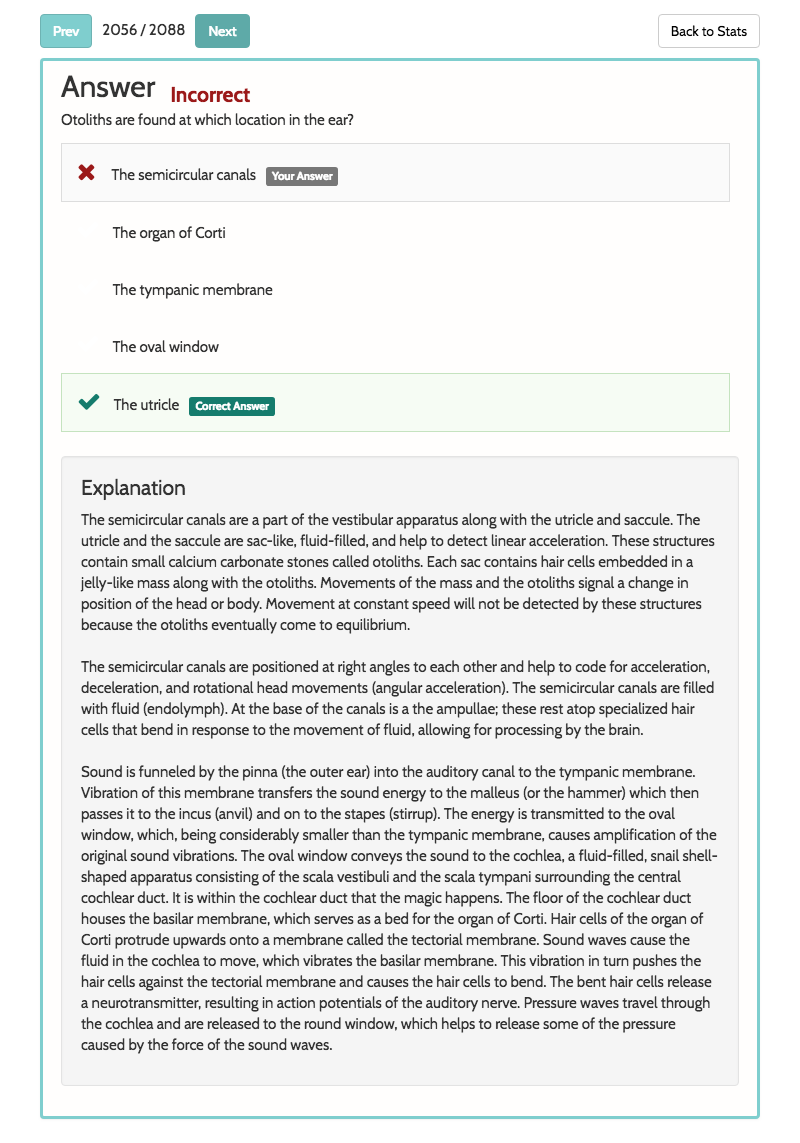 Prev 2056 / 2088 Next Back to Stats
Answer Incorrect
Otoliths are found at which location in the ear?
The semicircular canals Your Answer
The organ of Corti
The tympanic membrane
The oval window
The utricle Correct Answer
Explanation
The semicircular canals are a part of the vestibular apparatus along with the utricle and saccule. The
utricle and the saccule are sac-like, fluid-filled, and help to detect linear acceleration. These structures
contain small calcium carbonate stones called otoliths. Each sac contains hair cells embedded in a
jelly-like mass along with the otoliths. Movements of the mass and the otoliths signal a change in
position of the head or body. Movement at constant speed will not be detected by these structures
because the otoliths eventually come to equilibrium.
The semicircular canals are positioned at right angles to each other and help to code for acceleration,
deceleration, and rotational head movements (angular acceleration). The semicircular canals are filled
with fluid (endolymph). At the base of the canals is a the ampullae; these rest atop specialized hair
cells that bend in response to the movement of fluid, allowing for processing by the brain.
Sound is funneled by the pinna (the outer ear) into the auditory canal to the tympanic membrane.
Vibration of this membrane transfers the sound energy to the malleus (or the hammer) which then
passes it to the incus (anvil) and on to the stapes (stirrup). The energy is transmitted to the oval
window, which, being considerably smaller than the tympanic membrane, causes amplification of the
original sound vibrations. The oval window conveys the sound to the cochlea, a fluid-filled, snail shell-
shaped apparatus consisting of the scala vestibuli and the scala tympani surrounding the central
cochlear duct. It is within the cochlear duct that the magic happens. The floor of the cochlear duct
houses the basilar membrane, which serves as a bed for the organ of Corti. Hair cells of the organ of
Corti protrude upwards onto a membrane called the tectorial membrane. Sound waves cause the
fluid in the cochlea to move, which vibrates the basilar membrane. This vibration in turn pushes the
hair cells against the tectorial membrane and causes the hair cells to bend. The bent hair cells release
a neurotransmitter, resulting in action potentials of the auditory nerve. Pressure waves travel through
the cochlea and are released to the round window, which helps to release some of the pressure
caused by the force of the sound waves.